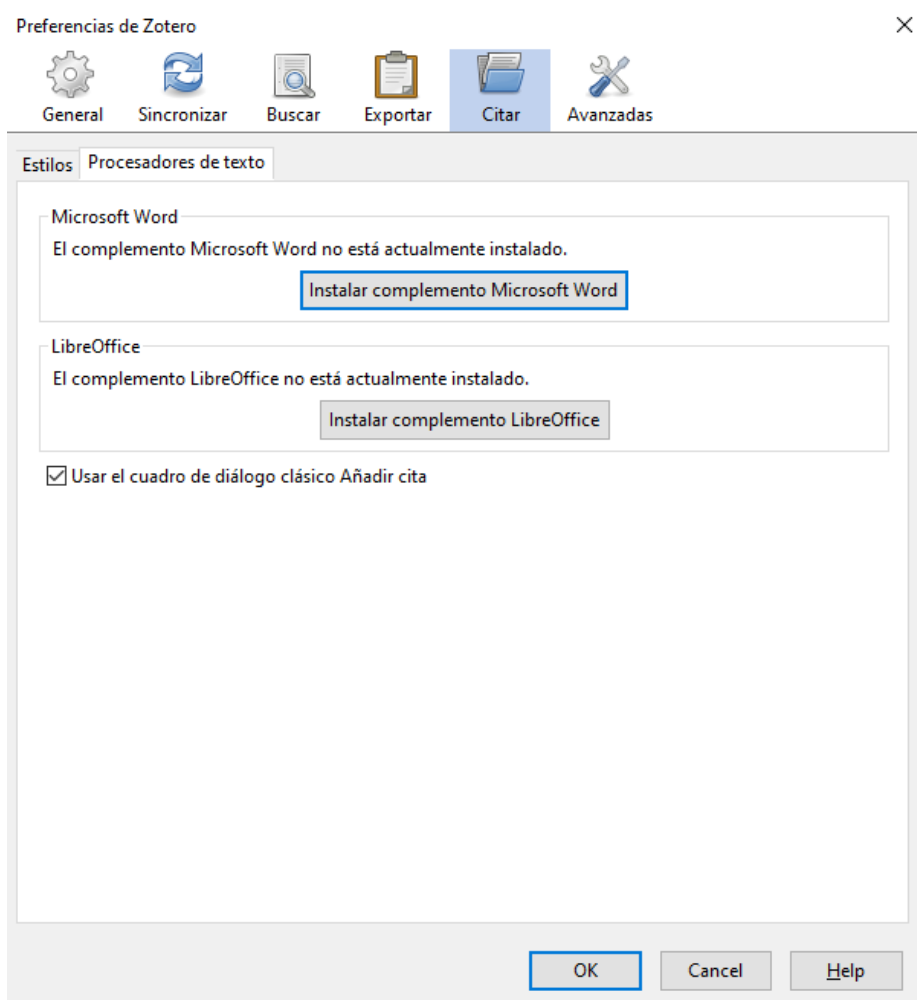 Preferencias de Zotero
General Sincronizar Buscar Exportar Citar Avanzadas
Estilos Procesadores de texto
Microsoft Word
El complemento Microsoft Word no está actualmente instalado.
Instalar complemento Microsoft Word
LibreOffice
El complemento LibreOffice no está actualmente instalado.
Instalar complemento LibreOffice
Usar el cuadro de diálogo clásico Añadir cita
OK Cancel Help